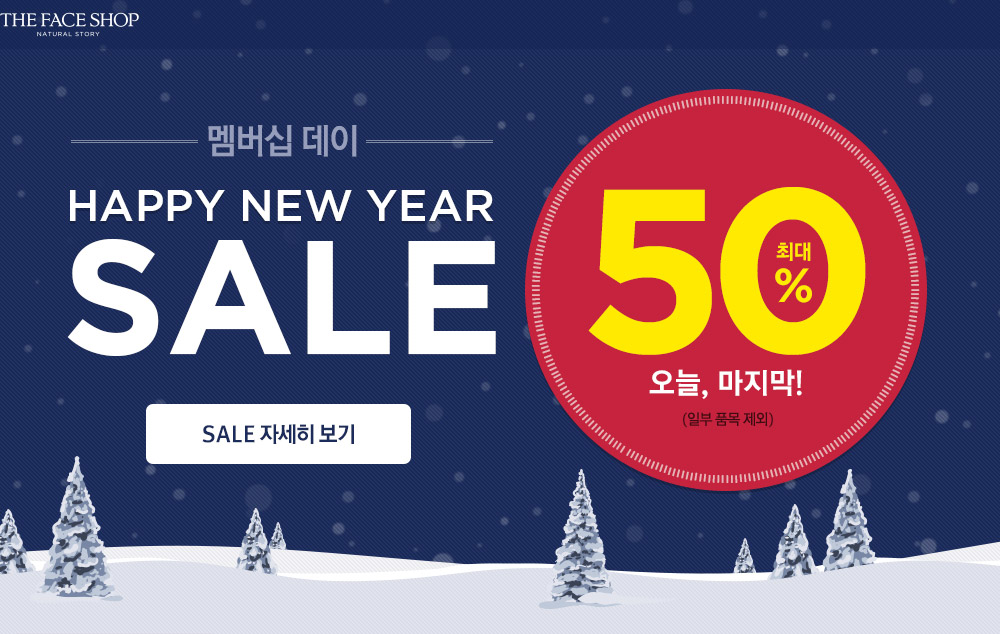 THE FACE SHOP
NATURAL STORY
멤버십 데이
HAPPY NEW YEAR
SALE
SALE 자세히 보기
50
최대
%
오늘, 마지막!
(일부 품목 제외)